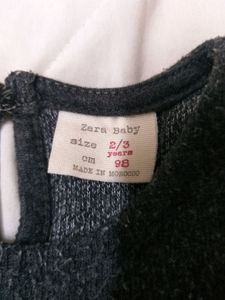 Zara Baby
size 2/3
years
cm 98
MADE IN MOROCCO